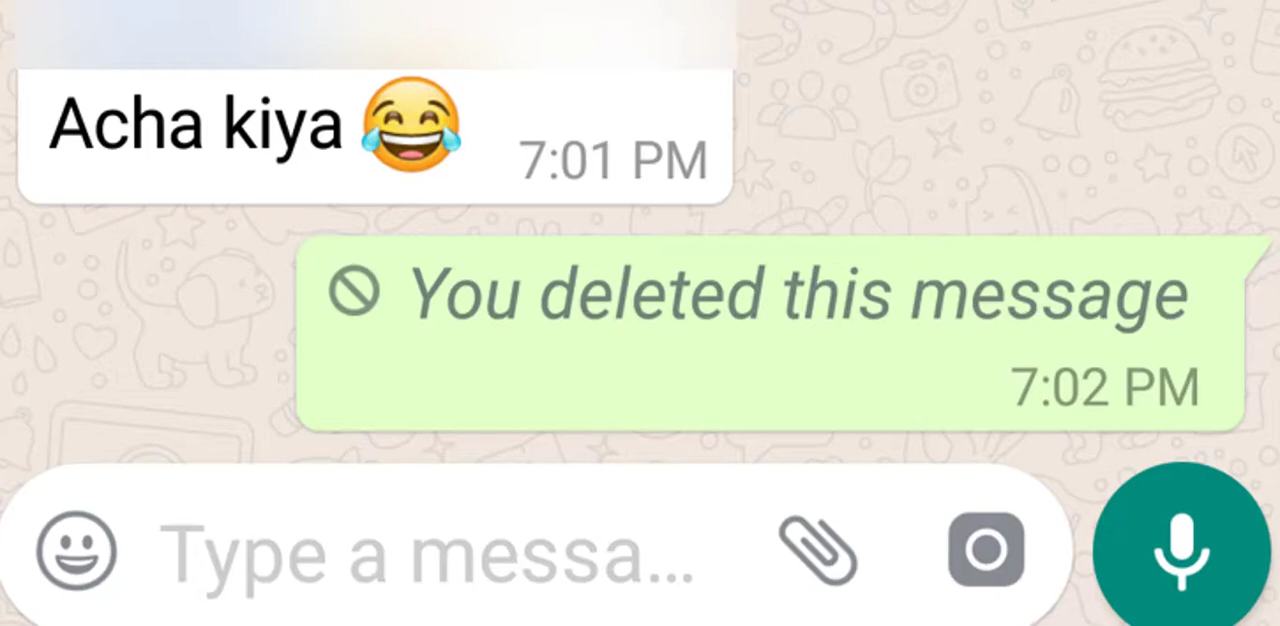 Acha kiya 😂
7:01 PM
You deleted this message
7:02 PM
Type a messa...